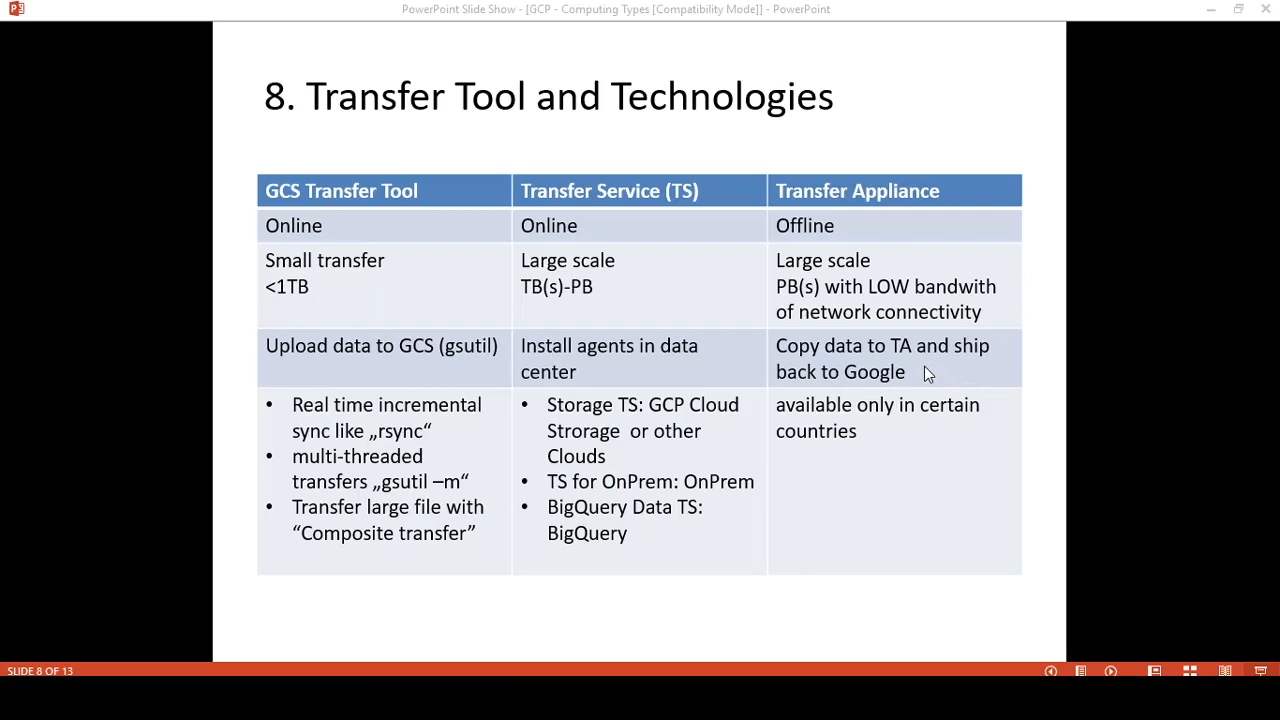 PowerPoint Slide Show - [GCP - Computing Types [Compatibility Mode]] - PowerPoint
8. Transfer Tool and Technologies
GCS Transfer Tool
Transfer Service (TS)
Transfer Appliance
Online
Online
Offline
Small transfer
<1TB
Large scale
TB(s)-PB
Large scale
PB(s) with LOW bandwith
of network connectivity
Upload data to GCS (gsutil)
Install agents in data
center
Copy data to TA and ship
back to Google
• Real time incremental
sync like „rsync“
• multi-threaded
transfers „gsutil –m“
• Transfer large file with
“Composite transfer”
• Storage TS: GCP Cloud
Strorage or other
Clouds
• TS for OnPrem: OnPrem
• BigQuery Data TS:
BigQuery
available only in certain
countries
SLIDE 8 OF 13